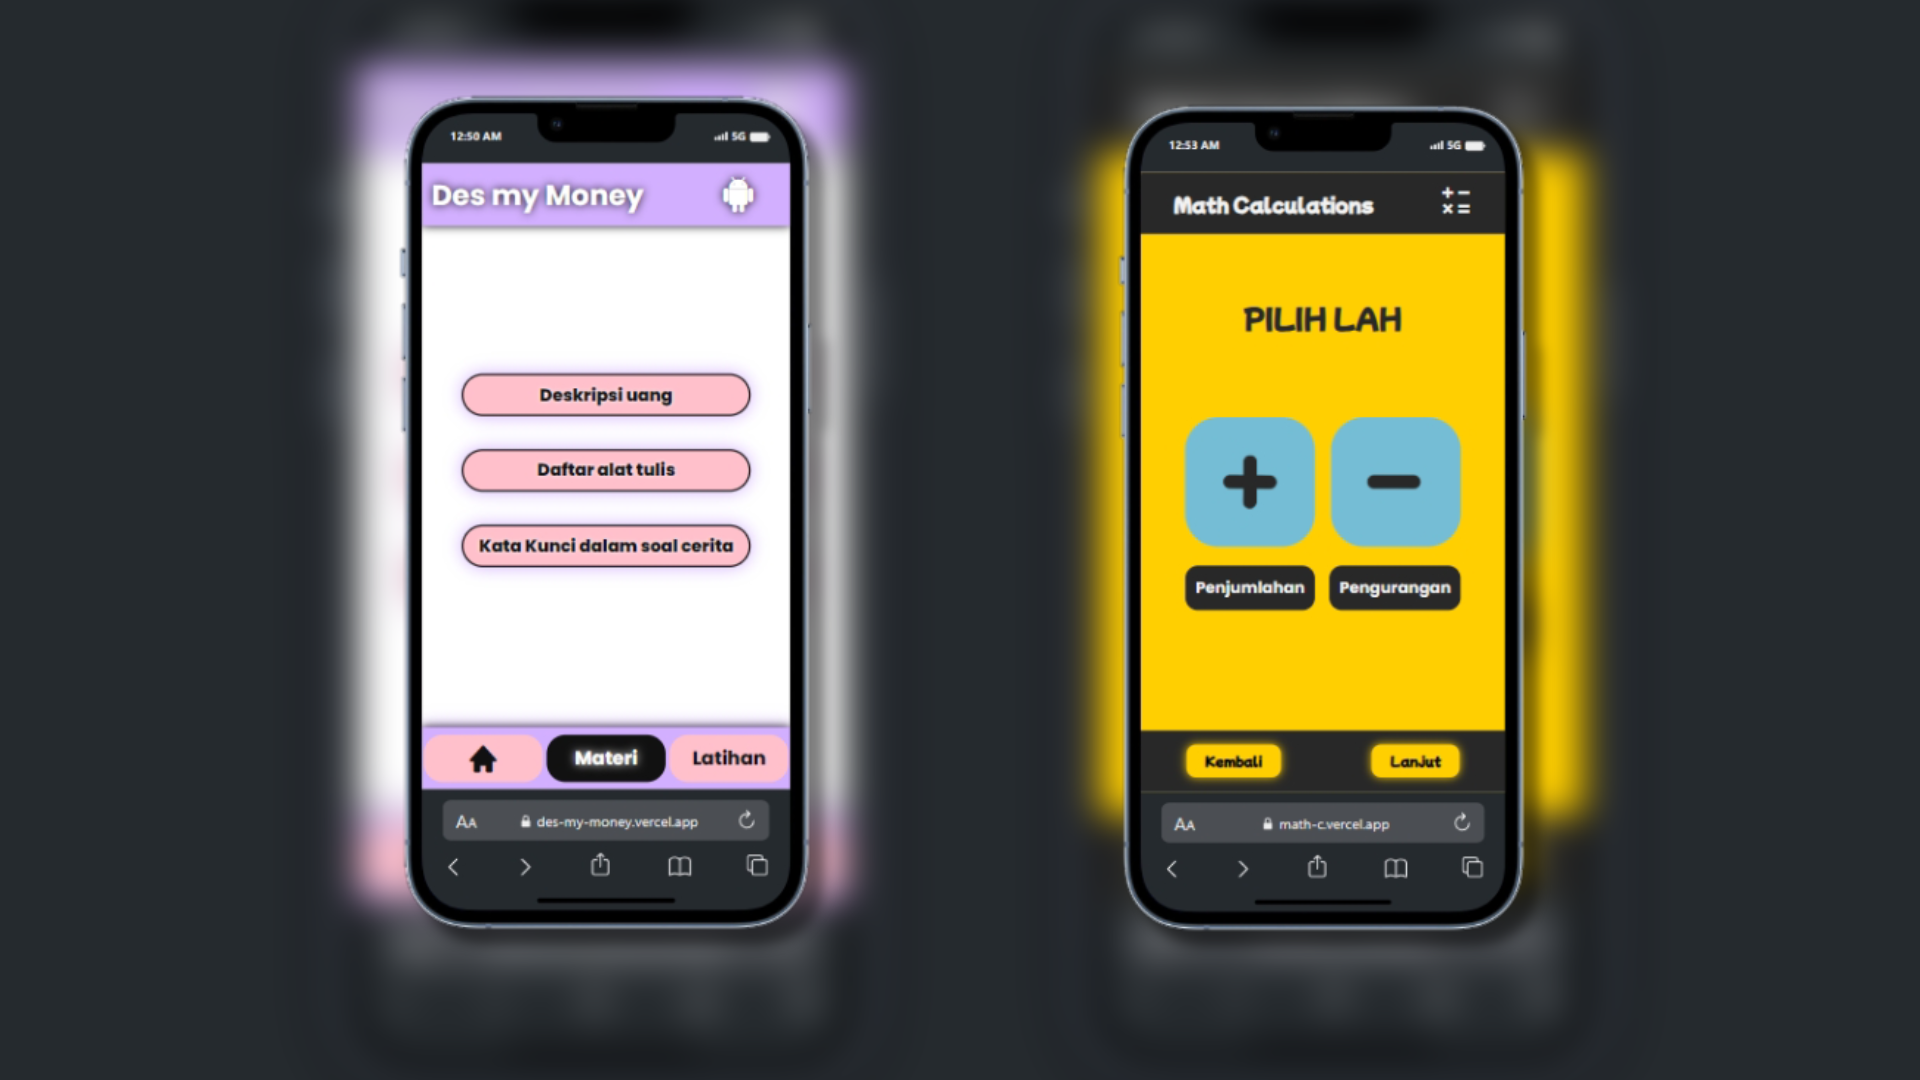 12:50 AM
5G
Des my Money
Deskripsi uang
Daftar alat tulis
Kata Kunci dalam soal cerita
Materi
Latihan
AA
des-my-money.vercel.app
12:53 AM
5G
Math Calculations
PILIH LAH
Penjumlahan
Pengurangan
Kembali
Lanjut
AA
math-c.vercel.app